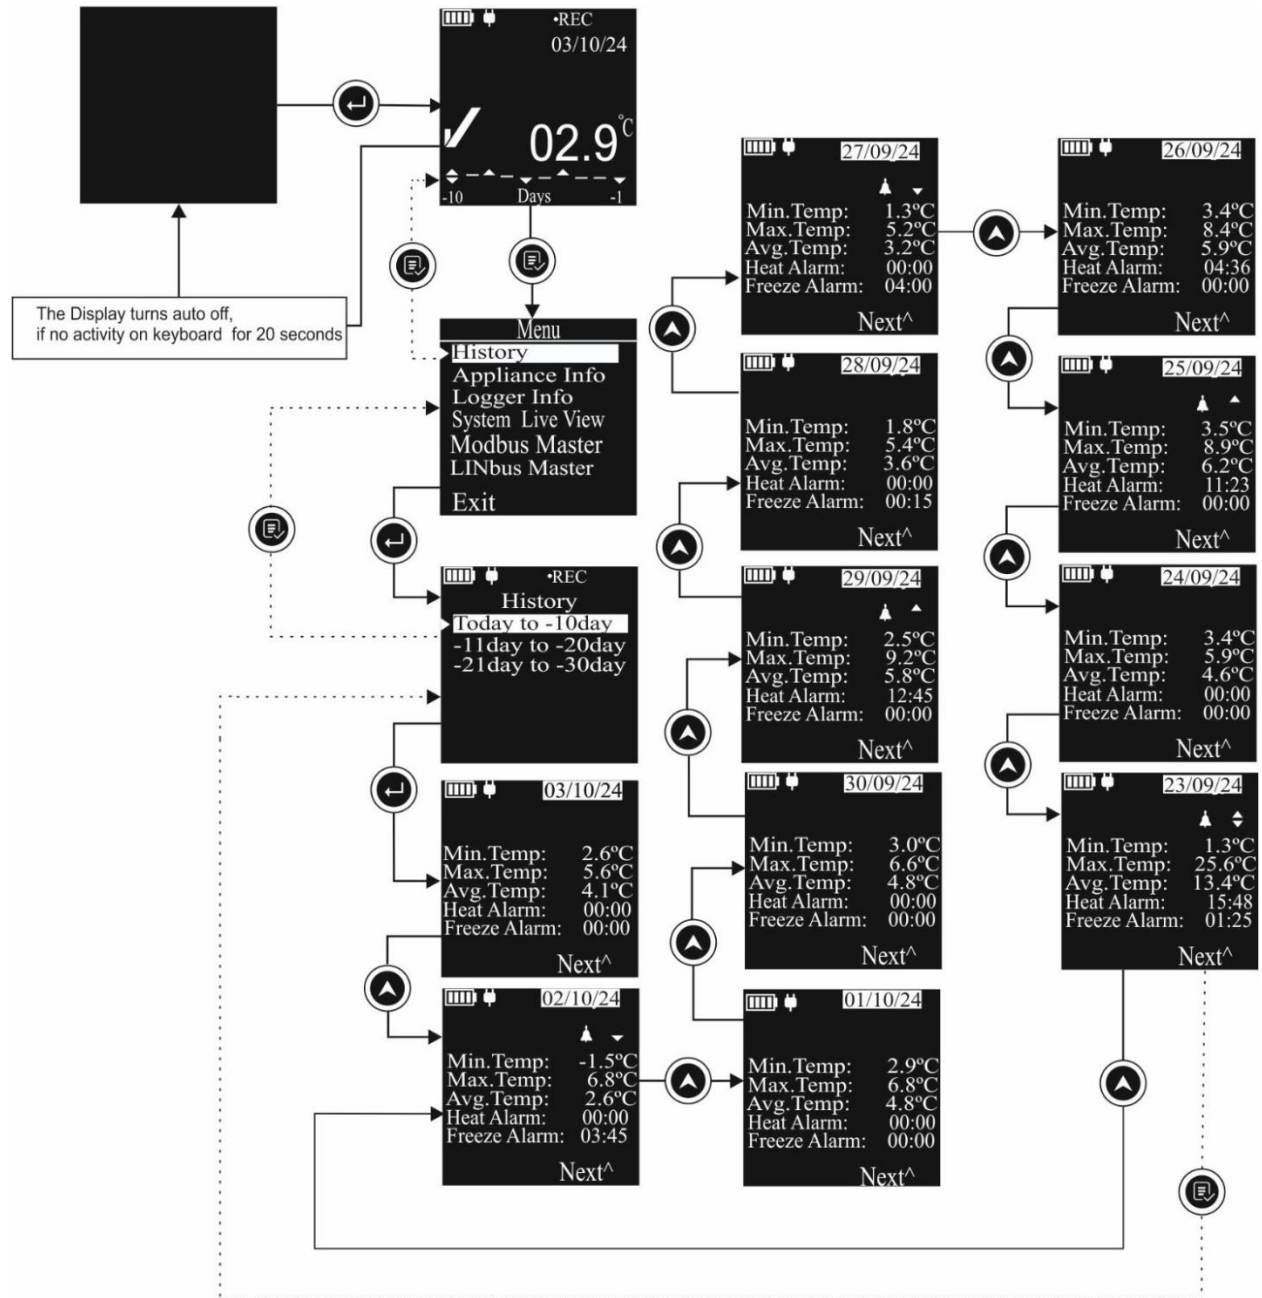 •REC
03/10/24
02.9°C
-10 Days -1
The Display turns auto off,
if no activity on keyboard for 20 seconds
Menu
History
Appliance Info
Logger Info
System Live View
Modbus Master
LINbus Master
Exit
•REC
History
Today to -10day
-11day to -20day
-21day to -30day
03/10/24
Min.Temp: 2.6ºC
Max.Temp: 5.6ºC
Avg.Temp: 4.1ºC
Heat Alarm: 00:00
Freeze Alarm: 00:00
Next^
02/10/24
Min.Temp: -1.5ºC
Max.Temp: 6.8ºC
Avg.Temp: 2.6ºC
Heat Alarm: 00:00
Freeze Alarm: 03:45
Next^
01/10/24
Min.Temp: 2.9ºC
Max.Temp: 6.8ºC
Avg.Temp: 4.8ºC
Heat Alarm: 00:00
Freeze Alarm: 00:00
Next^
30/09/24
Min.Temp: 3.0ºC
Max.Temp: 6.6ºC
Avg.Temp: 4.8ºC
Heat Alarm: 00:00
Freeze Alarm: 00:00
Next^
29/09/24
Min.Temp: 2.5ºC
Max.Temp: 9.2ºC
Avg.Temp: 5.8ºC
Heat Alarm: 12:45
Freeze Alarm: 00:00
Next^
28/09/24
Min.Temp: 1.8ºC
Max.Temp: 5.4ºC
Avg.Temp: 3.6ºC
Heat Alarm: 00:00
Freeze Alarm: 00:15
Next^
27/09/24
Min.Temp: 1.3ºC
Max.Temp: 5.2ºC
Avg.Temp: 3.2ºC
Heat Alarm: 00:00
Freeze Alarm: 04:00
Next^
26/09/24
Min.Temp: 3.4ºC
Max.Temp: 8.4ºC
Avg.Temp: 5.9ºC
Heat Alarm: 04:36
Freeze Alarm: 00:00
Next^
25/09/24
Min.Temp: 3.5ºC
Max.Temp: 8.9ºC
Avg.Temp: 6.2ºC
Heat Alarm: 11:23
Freeze Alarm: 00:00
Next^
24/09/24
Min.Temp: 3.4ºC
Max.Temp: 5.9ºC
Avg.Temp: 4.6ºC
Heat Alarm: 00:00
Freeze Alarm: 00:00
Next^
23/09/24
Min.Temp: 1.3ºC
Max.Temp: 25.6ºC
Avg.Temp: 13.4ºC
Heat Alarm: 15:48
Freeze Alarm: 01:25
Next^